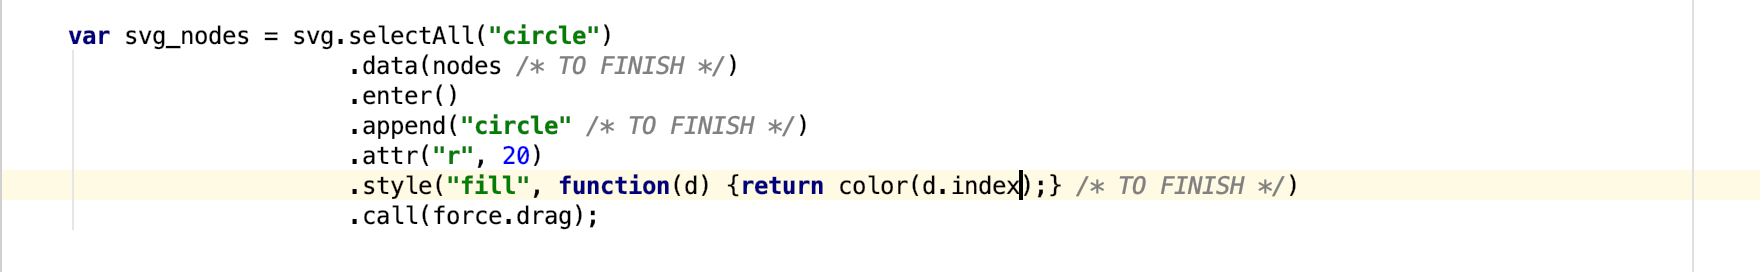 var svg_nodes = svg.selectAll("circle")
.data(nodes /* TO FINISH */)
.enter()
.append("circle" /* TO FINISH */)
.attr("r", 20)
.style("fill", function(d) {return color(d.index);} /* TO FINISH */)
.call(force.drag);